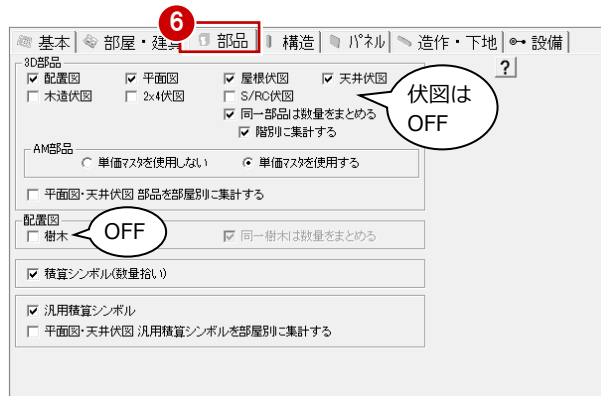 6
基本 部屋・建具 部品 構造 パネル 造作・下地 設備
3D部品
配置図 平面図 屋根伏図 天井伏図
木造伏図 2x4伏図 S/RC伏図
同一部品は数量をまとめる
階別に集計する
伏図は
OFF
?
AM部品
単価マスタを使用しない 単価マスタを使用する
平面図・天井伏図 部品を部屋別に集計する
配置図
樹木 OFF 同一樹木は数量をまとめる
積算シンボル(数量拾い)
汎用積算シンボル
平面図・天井伏図 汎用積算シンボルを部屋別に集計する